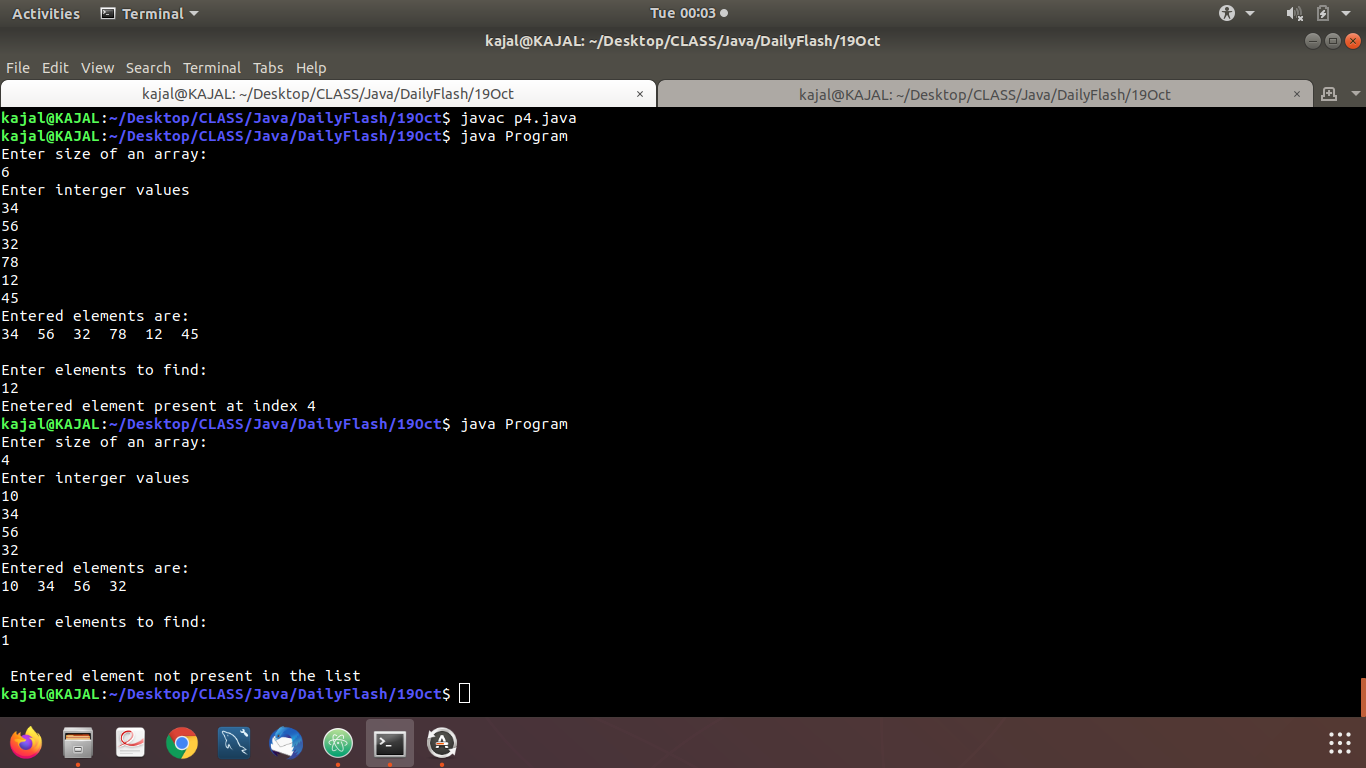 Activities Terminal Tue 00:03
kajal@KAJAL: ~/Desktop/CLASS/Java/DailyFlash/19Oct
File Edit View Search Terminal Tabs Help
kajal@KAJAL: ~/Desktop/CLASS/Java/DailyFlash/19Oct × kajal@KAJAL: ~/Desktop/CLASS/Java/DailyFlash/19Oct ×
kajal@KAJAL:~/Desktop/CLASS/Java/DailyFlash/19Oct$ javac p4.java
kajal@KAJAL:~/Desktop/CLASS/Java/DailyFlash/19Oct$ java Program
Enter size of an array:
6
Enter interger values
34
56
32
78
12
45
Entered elements are:
34  56  32  78  12  45
Enter elements to find:
12
Enetered element present at index 4
kajal@KAJAL:~/Desktop/CLASS/Java/DailyFlash/19Oct$ java Program
Enter size of an array:
4
Enter interger values
10
34
56
32
Entered elements are:
10  34  56  32
Enter elements to find:
1
Entered element not present in the list
kajal@KAJAL:~/Desktop/CLASS/Java/DailyFlash/19Oct$